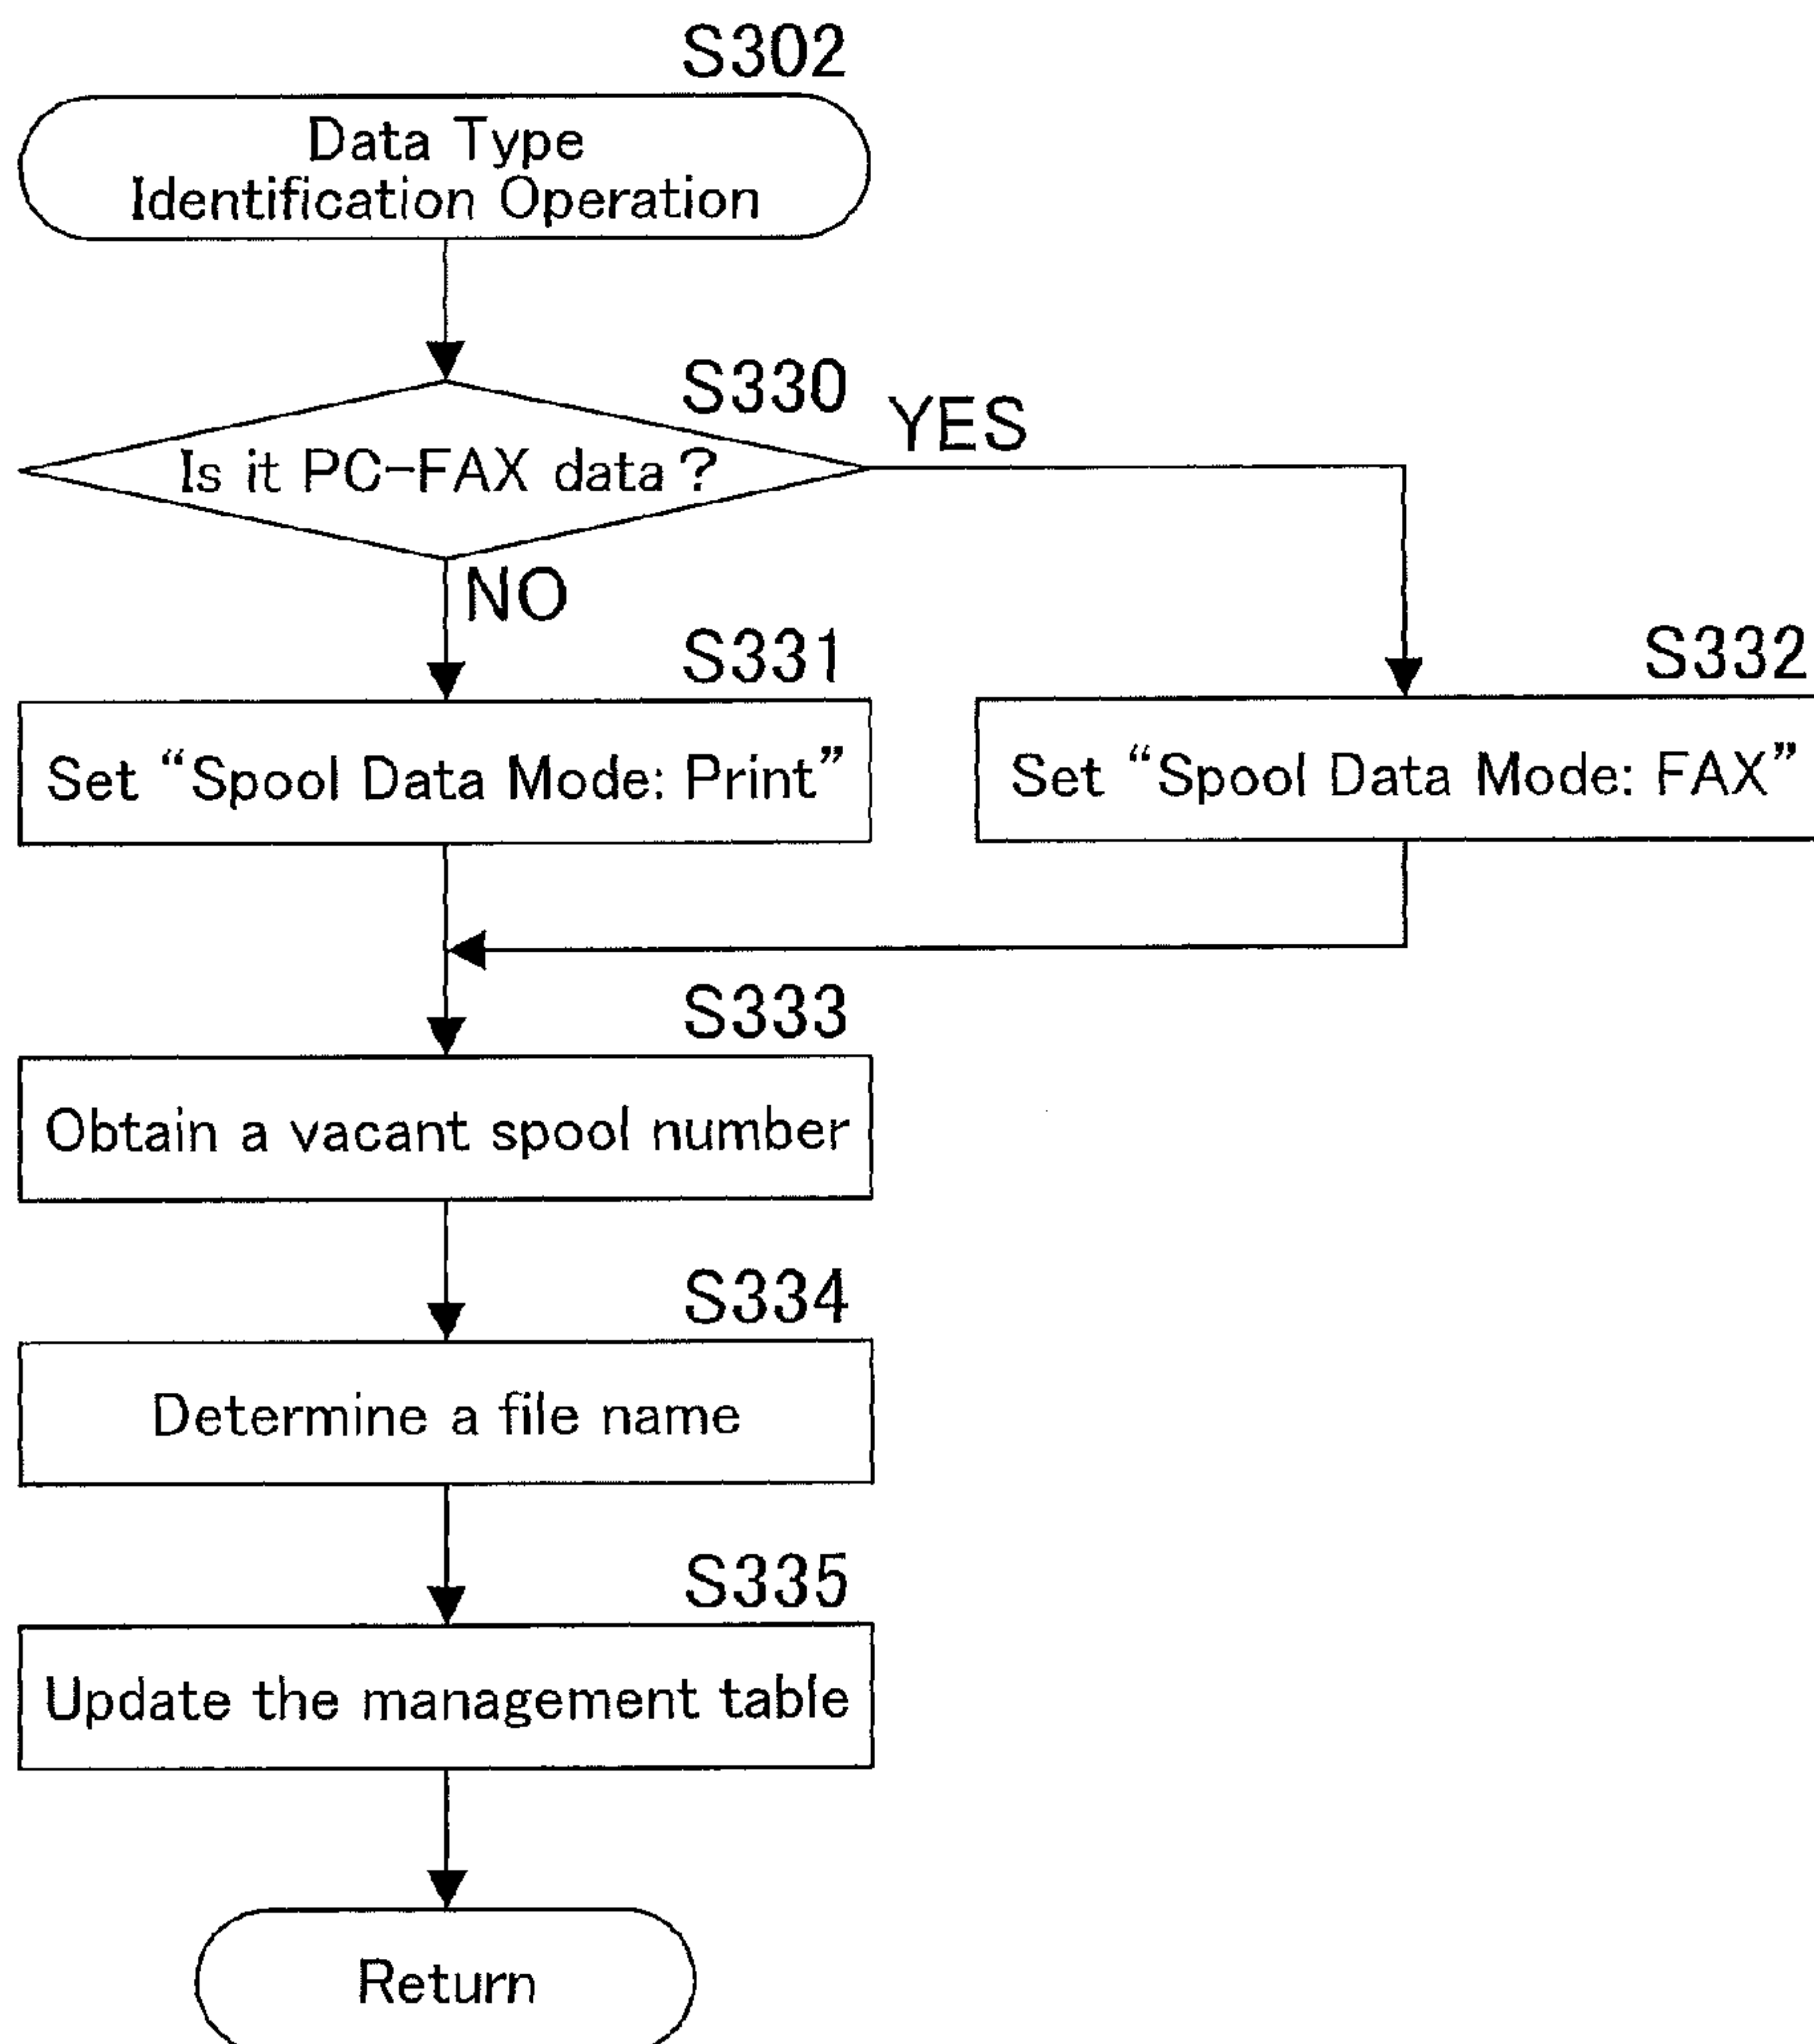 S302
Data Type
Identification Operation
S330
Is it PC-FAX data?
YES
NO
S331
Set “Spool Data Mode: Print”
S332
Set “Spool Data Mode: FAX”
S333
Obtain a vacant spool number
S334
Determine a file name
S335
Update the management table
Return